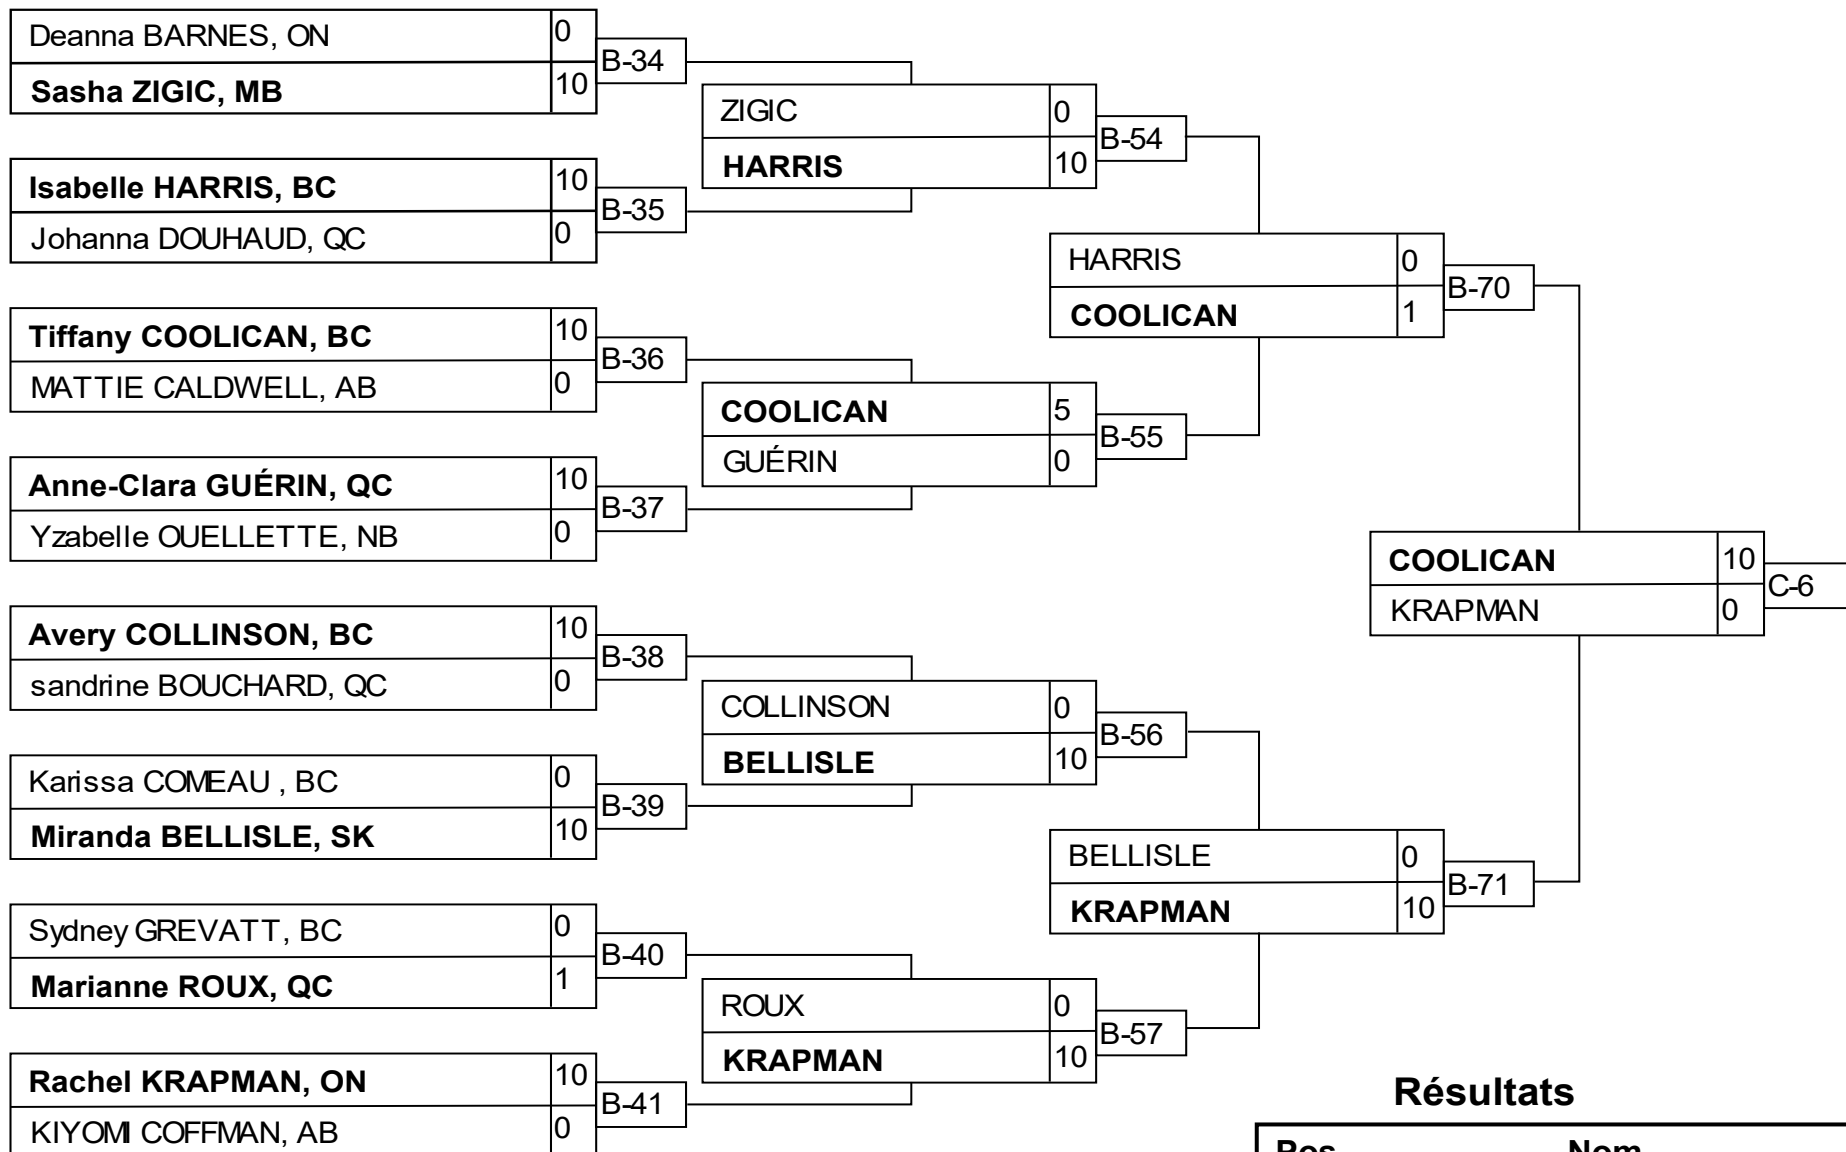 Deanna BARNES, ON 0
Sasha ZIGIC, MB 10
B-34
Isabelle HARRIS, BC 10
Johanna DOUHAUD, QC 0
B-35
Tiffany COOLICAN, BC 10
MATTIE CALDWELL, AB 0
B-36
Anne-Clara GUÉRIN, QC 10
Yzabelle OUELLETTE, NB 0
B-37
Avery COLLINSON, BC 10
sandrine BOUCHARD, QC 0
B-38
Karissa COMEAU , BC 0
Miranda BELLISLE, SK 10
B-39
Sydney GREVATT, BC 0
Marianne ROUX, QC 1
B-40
Rachel KRAPMAN, ON 10
KIYOMI COFFMAN, AB 0
B-41
ZIGIC 0
HARRIS 10
B-54
COOLICAN 5
GUÉRIN 0
B-55
COLLINSON 0
BELLISLE 10
B-56
ROUX 0
KRAPMAN 10
B-57
HARRIS 0
COOLICAN 1
B-70
BELLISLE 0
KRAPMAN 10
B-71
COOLICAN 10
KRAPMAN 0
C-6
Résultats
Pos Nom